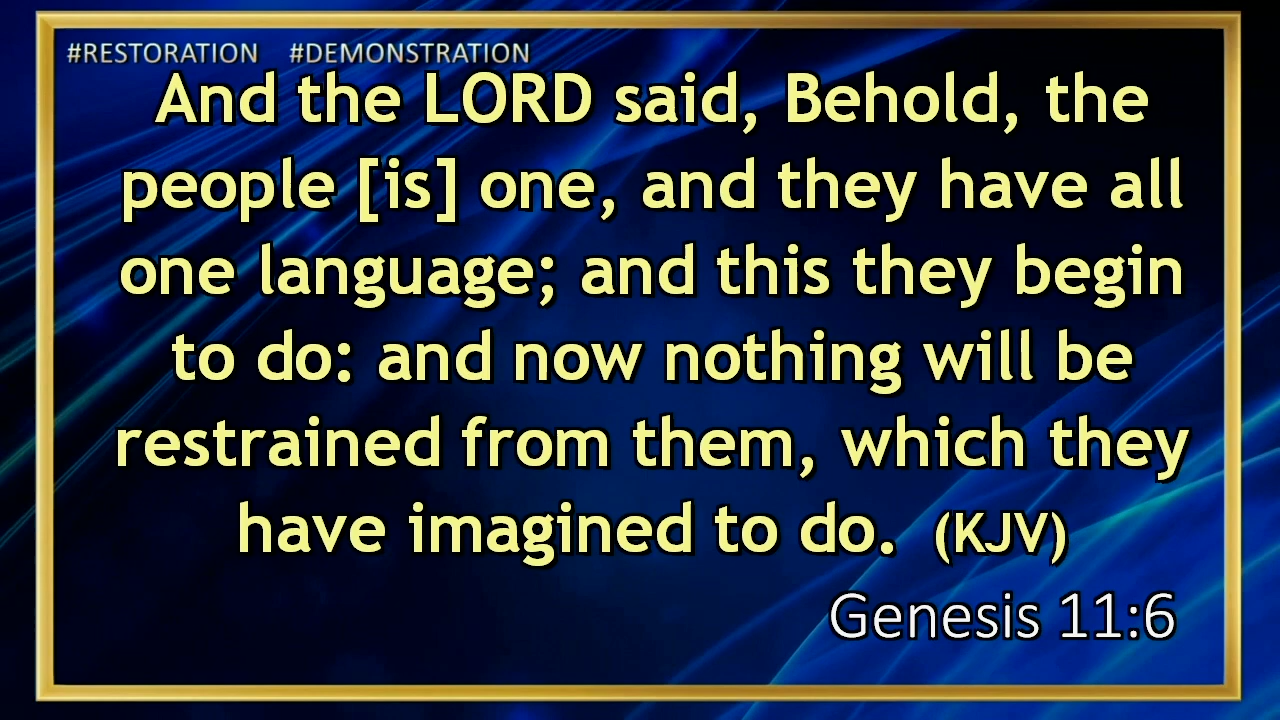 #RESTORATION #DEMONSTRATION
And the LORD said, Behold, the
people [is] one, and they have all
one language; and this they begin
to do: and now nothing will be
restrained from them, which they
have imagined to do. (KJV)
Genesis 11:6